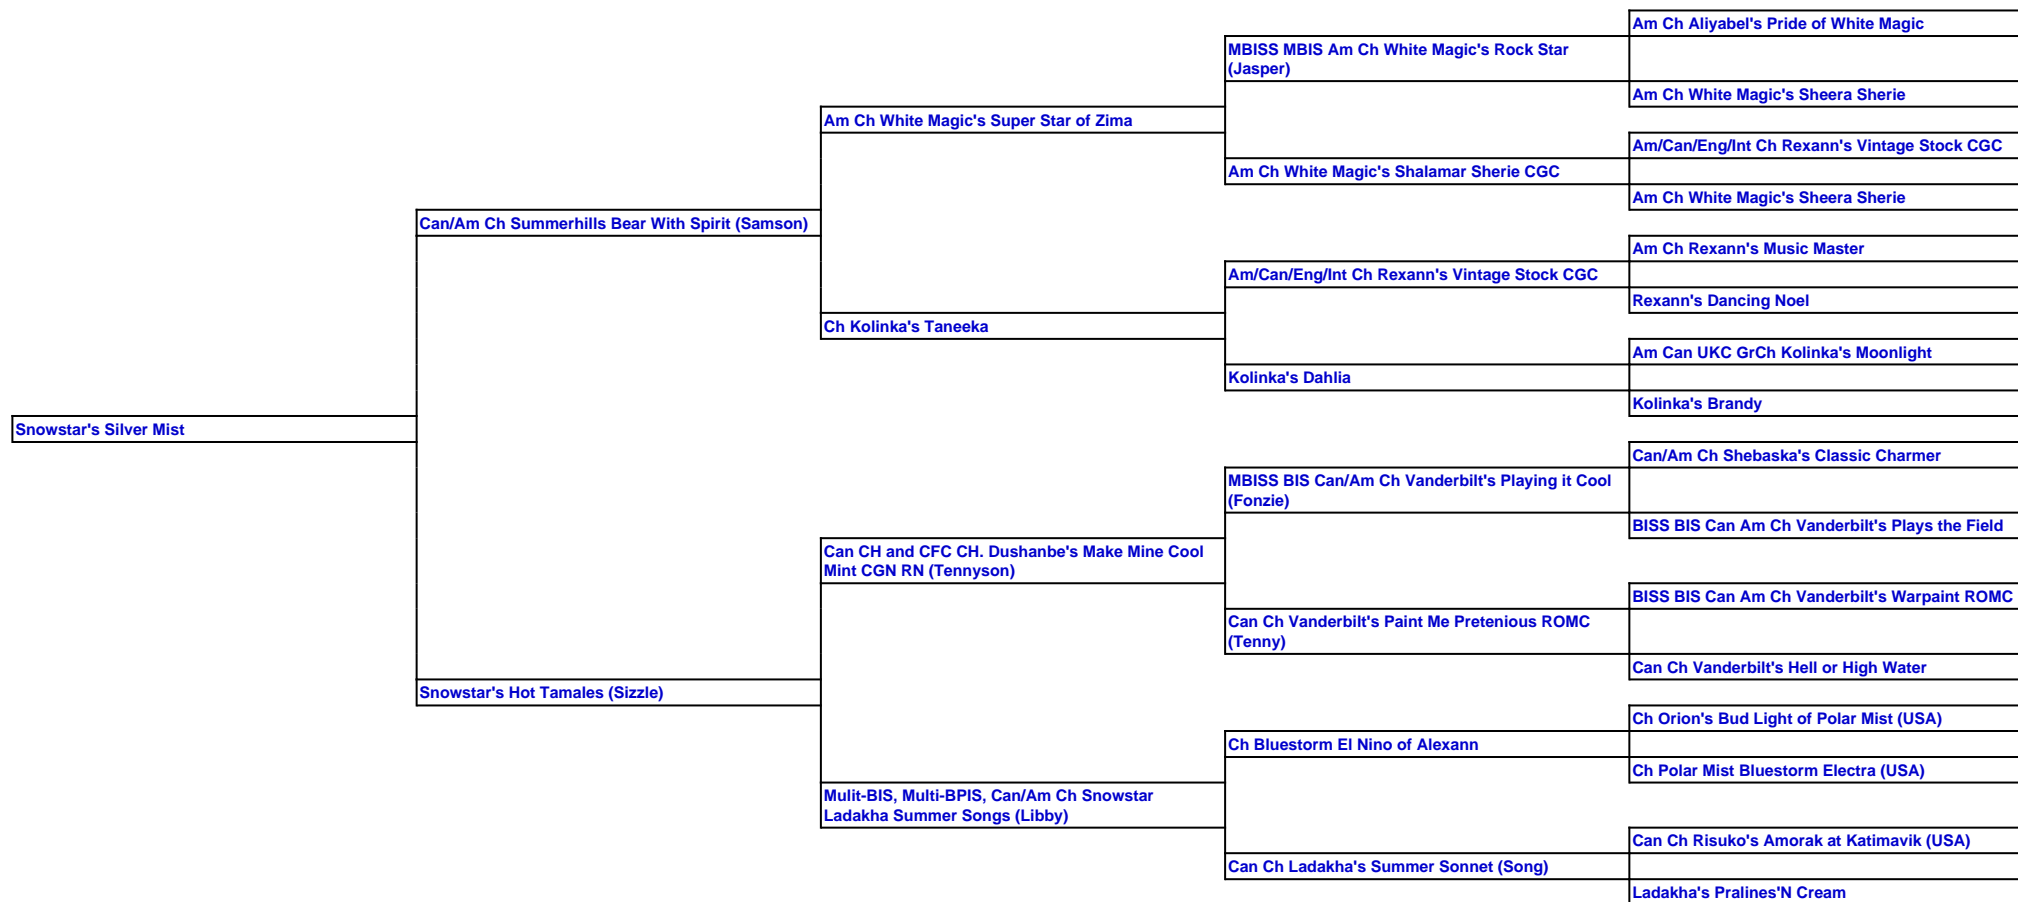 Am Ch Aliyabel's Pride of White Magic
MBISS MBIS Am Ch White Magic's Rock Star
(Jasper)
Am Ch White Magic's Sheera Sherie
Am Ch White Magic's Super Star of Zima
Am/Can/Eng/Int Ch Rexann's Vintage Stock CGC
Am Ch White Magic's Shalamar Sherie CGC
Am Ch White Magic's Sheera Sherie
Can/Am Ch Summerhills Bear With Spirit (Samson)
Am Ch Rexann's Music Master
Am/Can/Eng/Int Ch Rexann's Vintage Stock CGC
Rexann's Dancing Noel
Ch Kolinka's Taneeka
Am Can UKC GrCh Kolinka's Moonlight
Kolinka's Dahlia
Kolinka's Brandy
Snowstar's Silver Mist
Can/Am Ch Shebaska's Classic Charmer
MBISS BIS Can/Am Ch Vanderbilt's Playing it Cool
(Fonzie)
BISS BIS Can Am Ch Vanderbilt's Plays the Field
Can CH and CFC CH. Dushanbe's Make Mine Cool
Mint CGN RN (Tennyson)
BISS BIS Can Am Ch Vanderbilt's Warpaint ROMC
Can Ch Vanderbilt's Paint Me Pretenious ROMC
(Tenny)
Can Ch Vanderbilt's Hell or High Water
Snowstar's Hot Tamales (Sizzle)
Ch Orion's Bud Light of Polar Mist (USA)
Ch Bluestorm El Nino of Alexann
Ch Polar Mist Bluestorm Electra (USA)
Mulit-BIS, Multi-BPIS, Can/Am Ch Snowstar
Ladakha Summer Songs (Libby)
Can Ch Risuko's Amorak at Katimavik (USA)
Can Ch Ladakha's Summer Sonnet (Song)
Ladakha's Pralines'N Cream